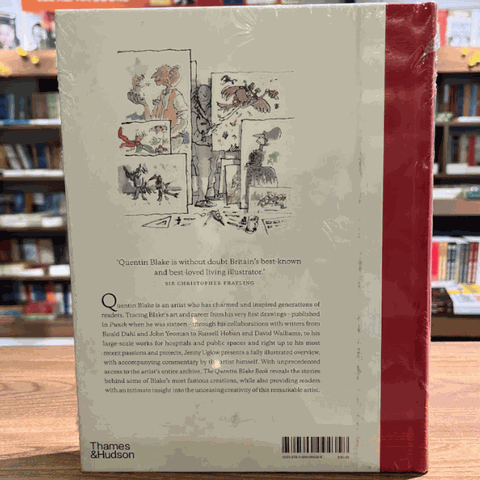 'Quentin Blake is without doubt Britain's best-known
and best-loved living illustrator.'
SIR CHRISTOPHER FRAYLING
Quentin Blake is an artist who has charmed and inspired generations of
readers. Tracing Blake's art and career from his very first drawings – published
in Punch when he was sixteen – through his collaborations with writers from
Roald Dahl and John Yeoman to Russell Hoban and David Walliams, to his
large-scale works for hospitals and public spaces and right up to his most
recent passions and projects, Jenny Uglow presents a fully illustrated overview,
with accompanying commentary by the artist himself. With unprecedented
access to the artist's entire archive, The Quentin Blake Book reveals the stories
behind some of Blake's most famous creations, while also providing readers
with an intimate insight into the unceasing creativity of this remarkable artist.
Thames
&Hudson